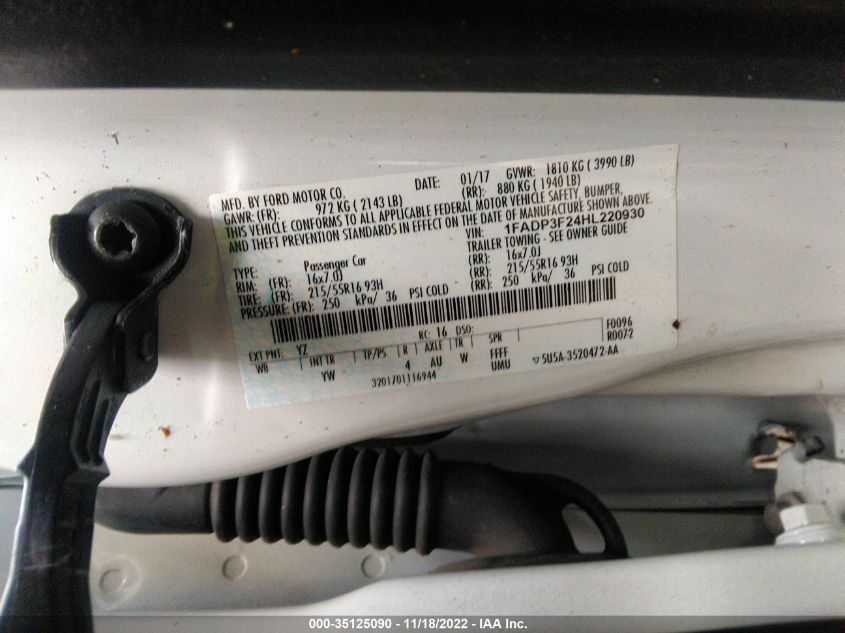 MFD. BY FORD MOTOR CO. DATE: 01/17 GVWR: 1810 KG ( 3990 LB)
GAWR: (FR): 972 KG ( 2143 LB) (RR): 880 KG ( 1940 LB)
THIS VEHICLE CONFORMS TO ALL APPLICABLE FEDERAL MOTOR VEHICLE SAFETY, BUMPER,
AND THEFT PREVENTION STANDARDS IN EFFECT ON THE DATE OF MANUFACTURE SHOWN ABOVE.
VIN: 1FADP3F24HL220930
TYPE: Passenger Car TRAILER TOWING - SEE OWNER GUIDE
RIM: (FR): 16x7.0J (RR): 16x7.0J
TIRE: (FR): 215/55R16 93H (RR): 215/55R16 93H
PRESSURE: (FR): 250 kPa/ 36 PSI COLD (RR): 250 kPa/ 36 PSI COLD
EXT PNT: YZ RC: 16 DSO: F0096
WB INT TR TP/PS R AXLE TR SPR R0072
YW 4 AU W FFFF
UMU 5U5A-3520472-AA
3201701116944
000-35125090 - 11/18/2022 - IAA Inc.